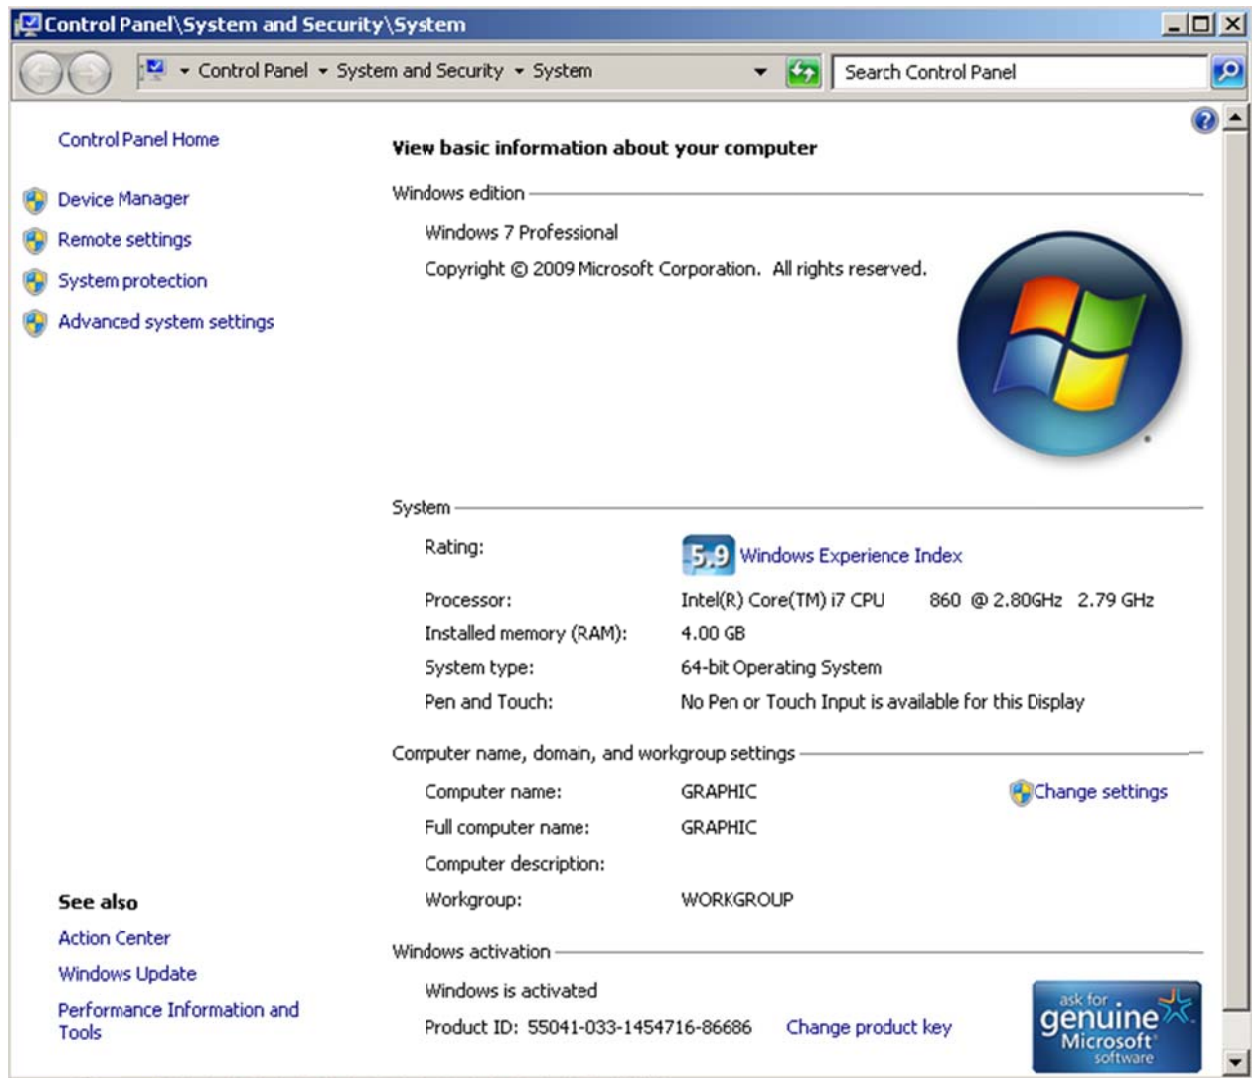 Control Panel\System and Security\System
Control Panel System and Security System Search Control Panel
Control Panel Home
Device Manager
Remote settings
System protection
Advanced system settings
See also
Action Center
Windows Update
Performance Information and
Tools
View basic information about your computer
Windows edition
Windows 7 Professional
Copyright © 2009 Microsoft Corporation. All rights reserved.
System
Rating: 5.9 Windows Experience Index
Processor: Intel(R) Core(TM) i7 CPU 860 @ 2.80GHz 2.79 GHz
Installed memory (RAM): 4.00 GB
System type: 64-bit Operating System
Pen and Touch: No Pen or Touch Input is available for this Display
Computer name, domain, and workgroup settings
Computer name: GRAPHIC Change settings
Full computer name: GRAPHIC
Computer description:
Workgroup: WORKGROUP
Windows activation
Windows is activated
Product ID: 55041-033-1454716-86686 Change product key
ask for
genuine
Microsoft
software